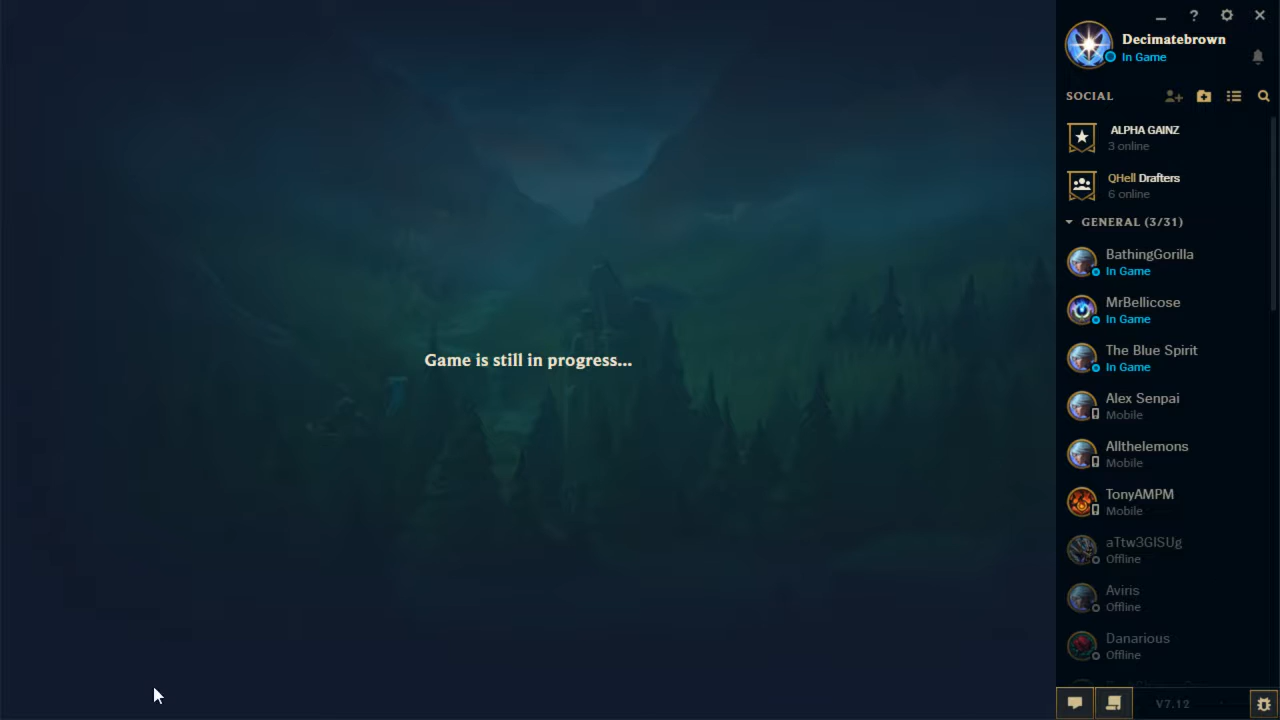 Decimatebrown
In Game
SOCIAL
ALPHA GAINZ
3 online
QHell Drafters
6 online
GENERAL (3/31)
BathingGorilla
In Game
MrBellicose
In Game
The Blue Spirit
In Game
Game is still in progress...
Alex Senpai
Mobile
Allthelemons
Mobile
TonyAMPM
Mobile
aTtw3GISUg
Offline
Aviris
Offline
Danarious
Offline
V7.12